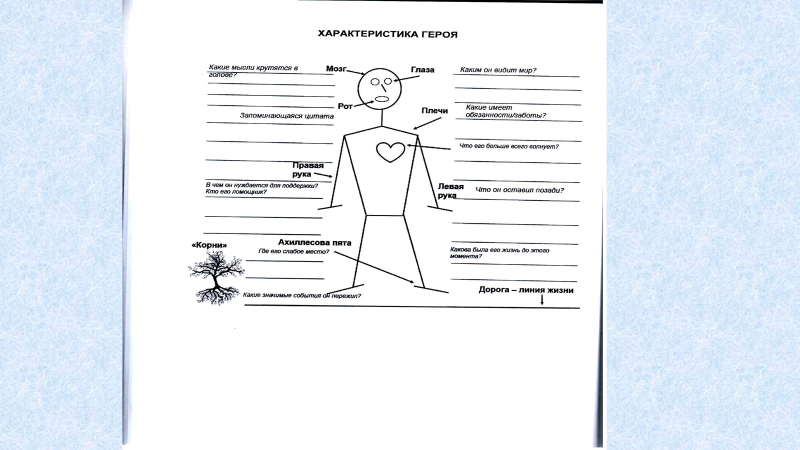 ХАРАКТЕРИСТИКА ГЕРОЯ
Какие мысли крутятся в
голове?
Мозг
Глаза
Каким он видит мир?
Рот
Запоминающаяся цитата
Плечи
Какие имеет
обязанности/заботы?
Что его больше всего волнует?
Правая
рука
В чем он нуждается для поддержки?
Кто его помощник?
Левая
рука
Что он оставил позади?
«Корни»
Ахиллесова пята
Где его слабое место?
Какова была его жизнь до этого
момента?
Какие значимые события он пережил?
Дорога – линия жизни